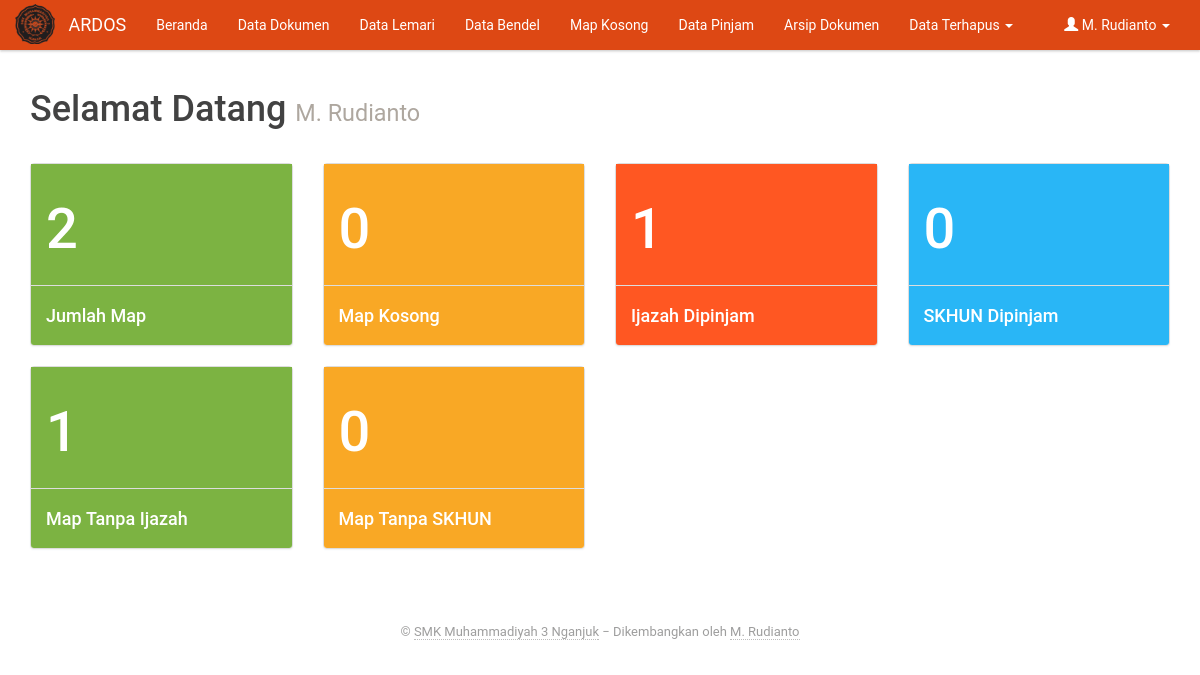 ARDOS Beranda Data Dokumen Data Lemari Data Bendel Map Kosong Data Pinjam Arsip Dokumen Data Terhapus M. Rudianto
Selamat Datang M. Rudianto
2
Jumlah Map
0
Map Kosong
1
Ijazah Dipinjam
0
SKHUN Dipinjam
1
Map Tanpa Ijazah
0
Map Tanpa SKHUN
© SMK Muhammadiyah 3 Nganjuk – Dikembangkan oleh M. Rudianto